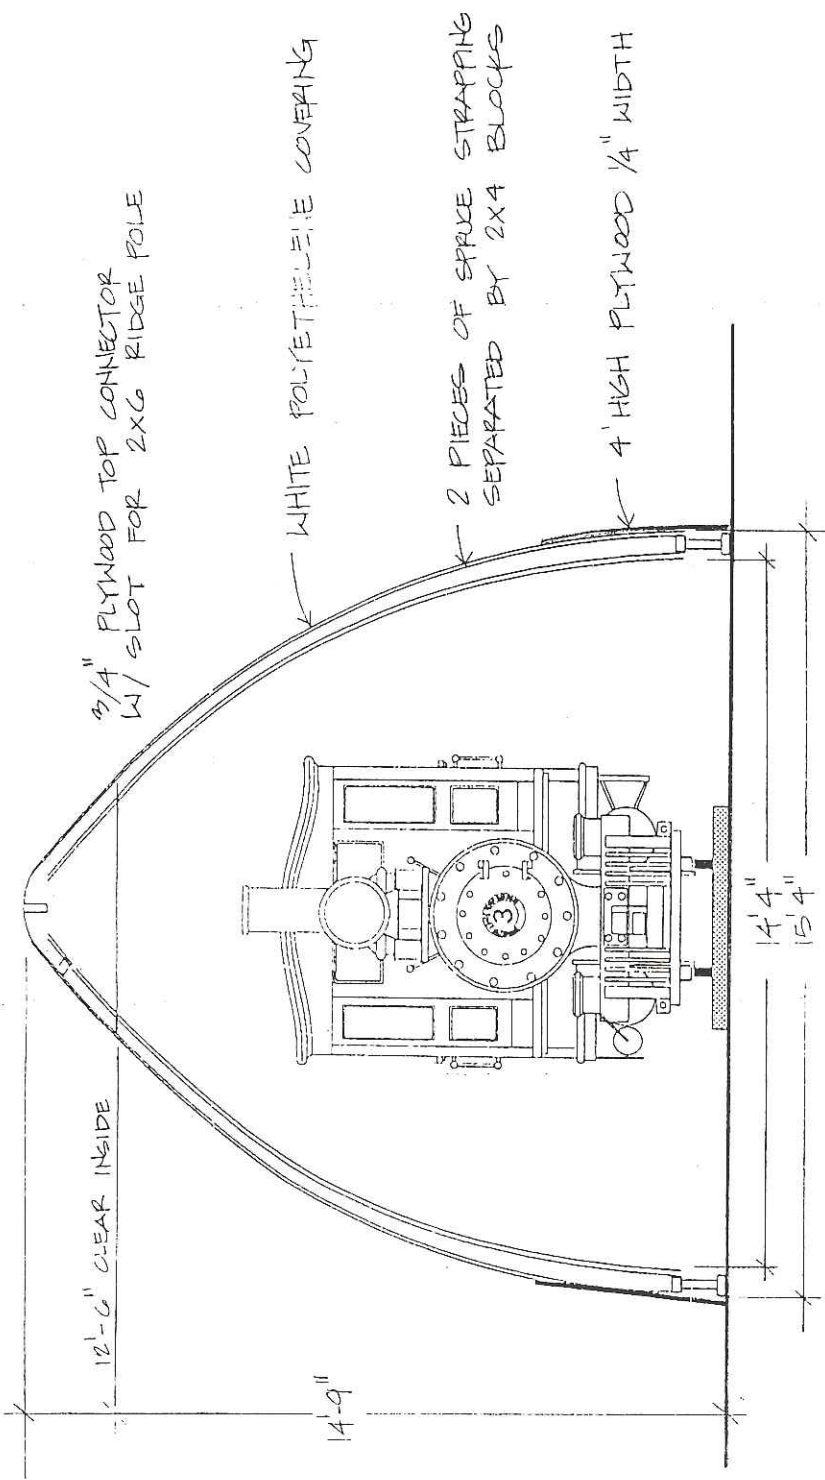 3/4" PLYWOOD TOP CONNECTOR
W/ SLOT FOR 2X6 RIDGE POLE
WHITE POLYETHELENE COVERING
2 PIECES OF SPRUCE STRAPPING
SEPARATED BY 2X4 BLOCKS
4' HIGH PLYWOOD 1/4" WIDTH
12'-6" CLEAR INSIDE
14'-9"
3
14'4"
15'4"